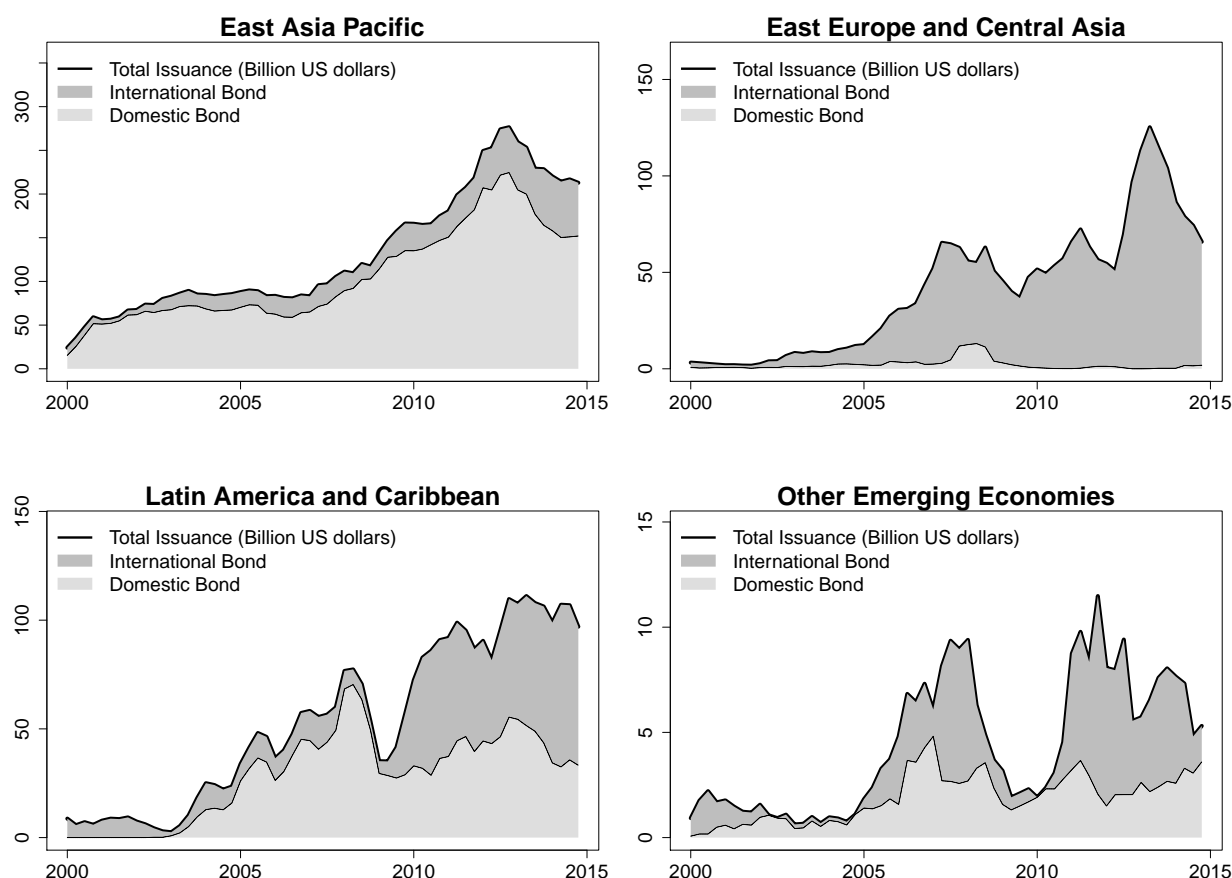 East Asia Pacific
Total Issuance (Billion US dollars)
International Bond
Domestic Bond
300
200
100
50
0
2000 2005 2010 2015
East Europe and Central Asia
Total Issuance (Billion US dollars)
International Bond
Domestic Bond
150
100
50
0
2000 2005 2010 2015
Latin America and Caribbean
Total Issuance (Billion US dollars)
International Bond
Domestic Bond
150
100
50
0
2000 2005 2010 2015
Other Emerging Economies
Total Issuance (Billion US dollars)
International Bond
Domestic Bond
15
10
5
0
2000 2005 2010 2015